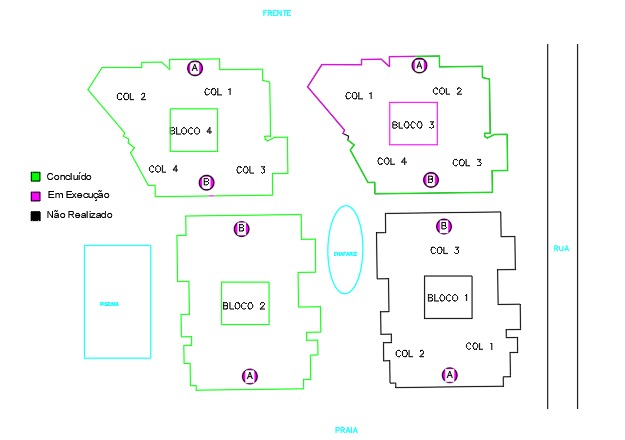 FRENTE
A
COL 2
COL 1
BLOCO 4
COL 4
COL 3
B
A
COL 1
COL 2
BLOCO 3
COL 4
COL 3
B
Concluído
Em Execução
Não Realizado
B
BLOCO 2
A
B
COL 3
BLOCO 1
COL 2
COL 1
A
RUA
PRAIA